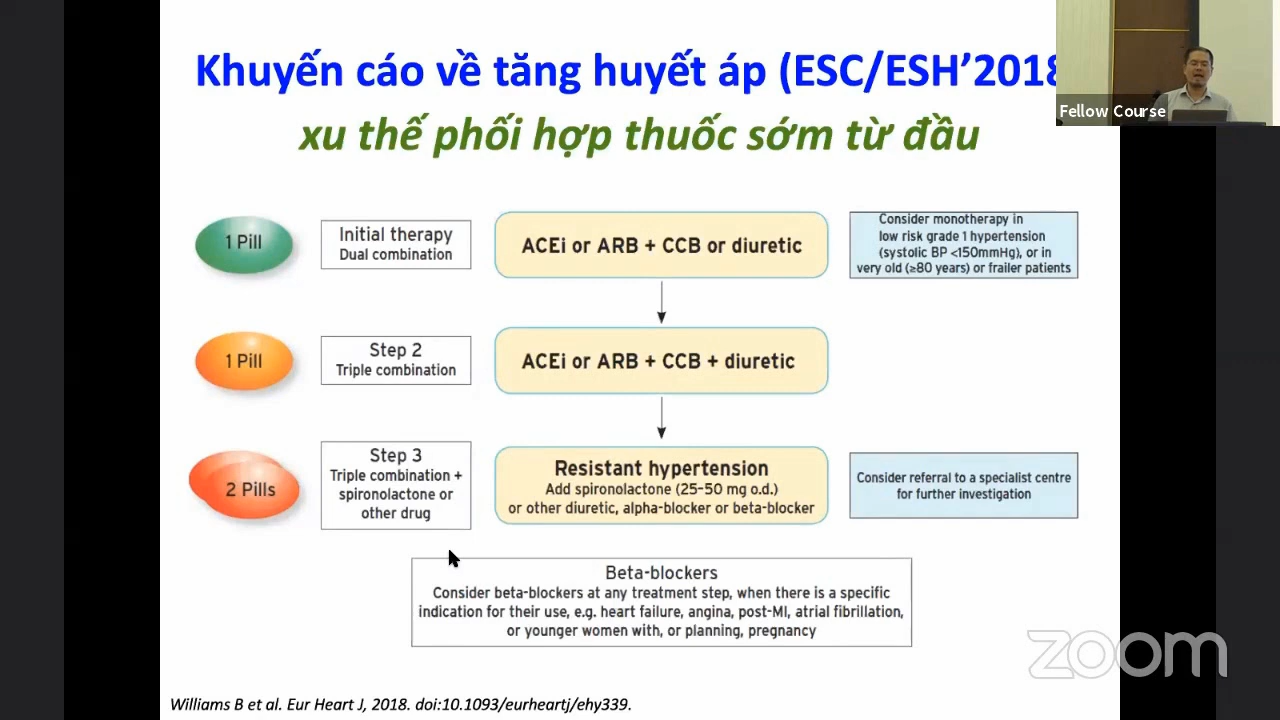 Khuyến cáo về tăng huyết áp (ESC/ESH’2018
xu thế phối hợp thuốc sớm từ đầu
Fellow Course
1 Pill
Initial therapy
Dual combination
ACEi or ARB + CCB or diuretic
Consider monotherapy in
low risk grade 1 hypertension
(systolic BP <150mmHg), or in
very old (≥80 years) or frailer patients
1 Pill
Step 2
Triple combination
ACEi or ARB + CCB + diuretic
2 Pills
Step 3
Triple combination +
spironolactone or
other drug
Resistant hypertension
Add spironolactone (25–50 mg o.d.)
or other diuretic, alpha-blocker or beta-blocker
Consider referral to a specialist centre
for further investigation
Beta-blockers
Consider beta-blockers at any treatment step, when there is a specific
indication for their use, e.g. heart failure, angina, post-MI, atrial fibrillation,
or younger women with, or planning, pregnancy
zoom
Williams B et al. Eur Heart J, 2018. doi:10.1093/eurheartj/ehy339.